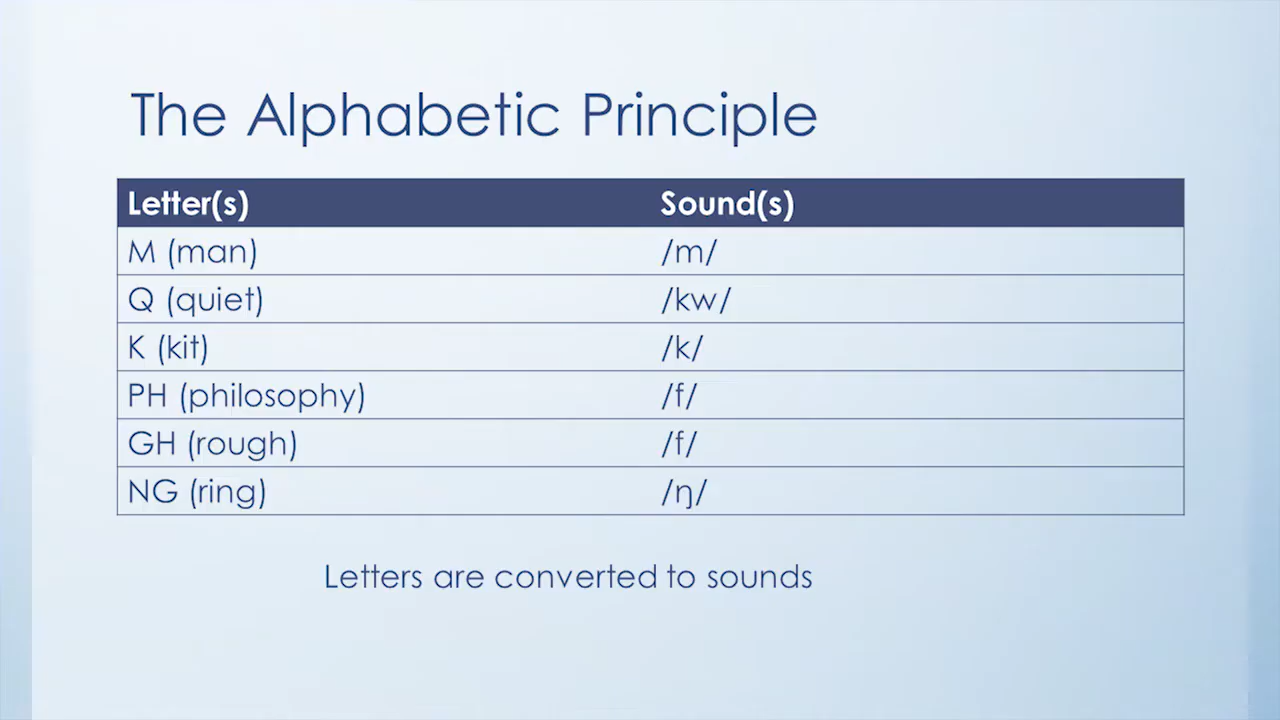 The Alphabetic Principle
Letter(s) Sound(s)
M (man) /m/
Q (quiet) /kw/
K (kit) /k/
PH (philosophy) /f/
GH (rough) /f/
NG (ring) /ŋ/
Letters are converted to sounds